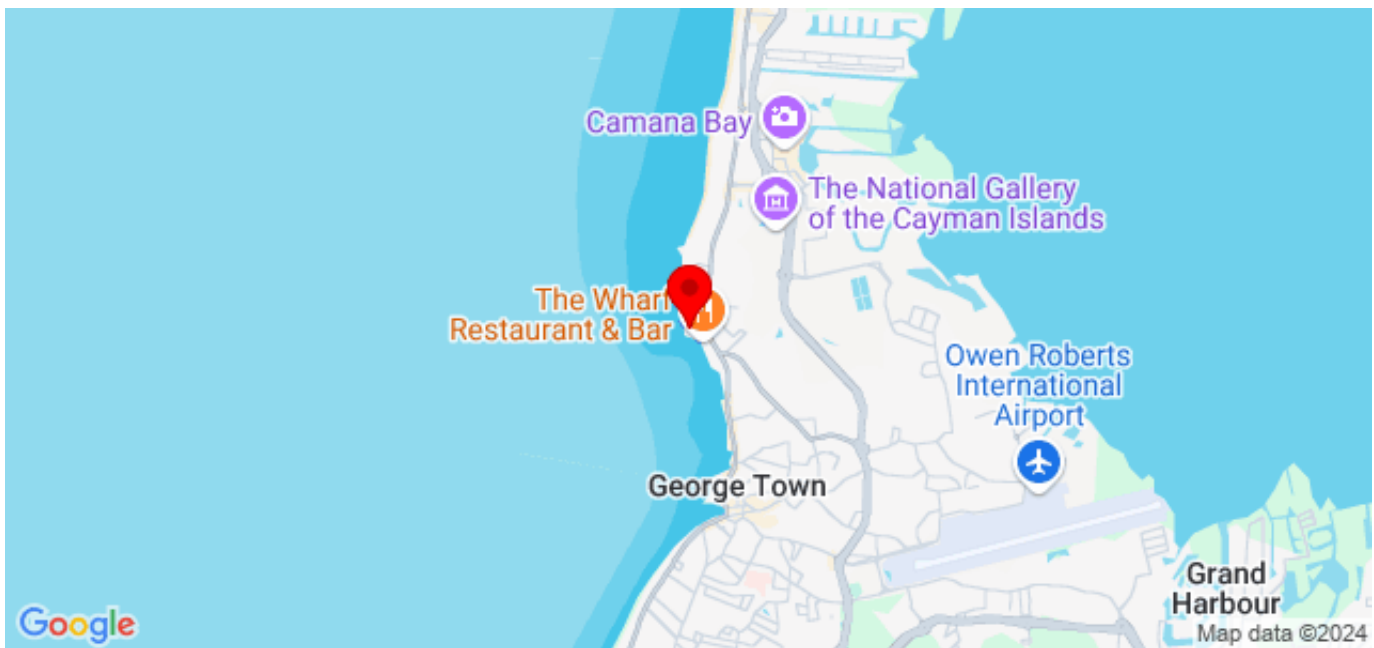 Camana Bay
The National Gallery
of the Cayman Islands
The Wharf
Restaurant & Bar
Owen Roberts
International
Airport
George Town
Grand
Harbour
Google
Map data ©2024